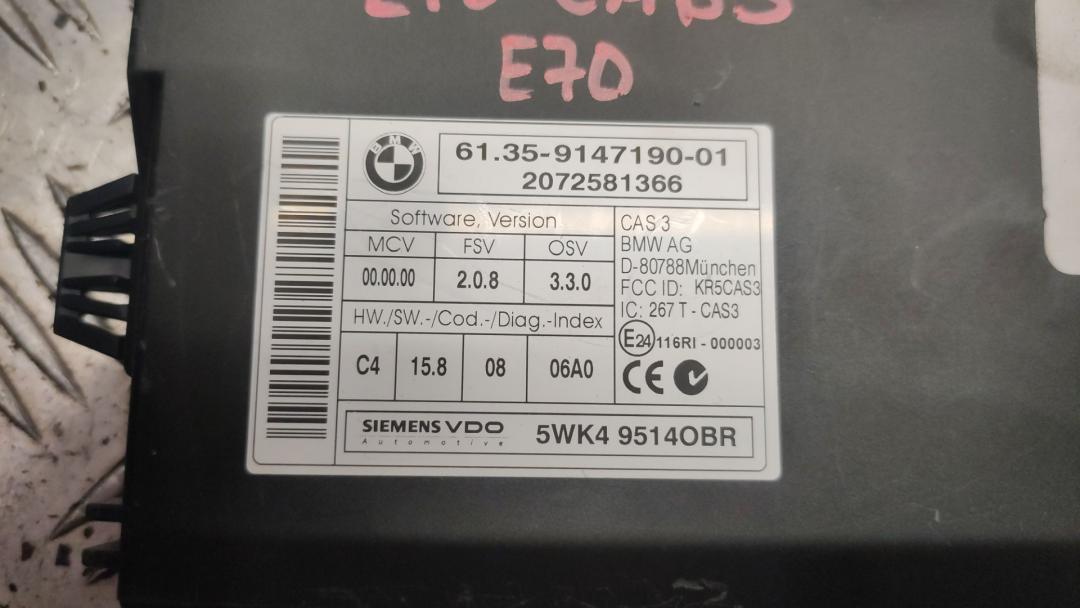 E70
BMW
61.35-9147190-01
2072581366
Software, Version
MCV FSV OSV
00.00.00 2.0.8 3.3.0
HW./SW.-/Cod.-/Diag.-Index
C4 15.8 08 06A0
CAS 3
BMW AG
D-80788München
FCC ID: KR5CAS3
IC: 267 T - CAS3
E24 116RI - 000003
CE
SIEMENS VDO
Automotive
5WK4 9514OBR